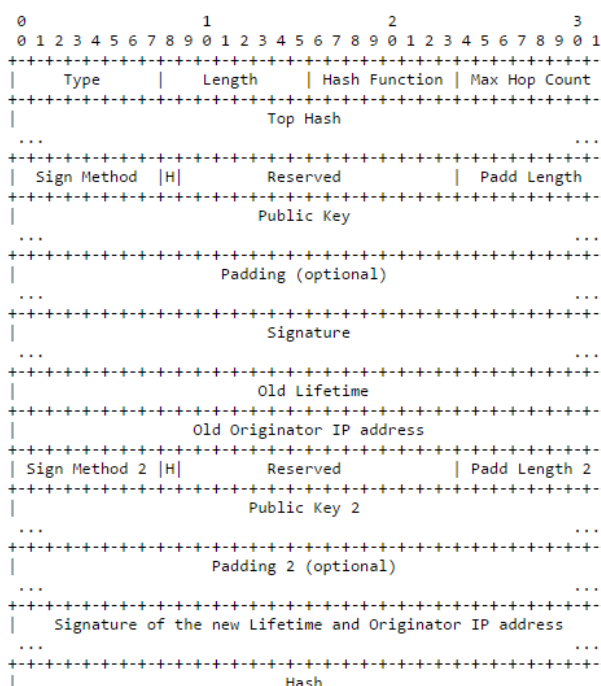 0                   1                   2                   3
0 1 2 3 4 5 6 7 8 9 0 1 2 3 4 5 6 7 8 9 0 1 2 3 4 5 6 7 8 9 0 1
+-+-+-+-+-+-+-+-+-+-+-+-+-+-+-+-+-+-+-+-+-+-+-+-+-+-+-+-+-+-+-+-
|     Type      |    Length     | Hash Function | Max Hop Count
+-+-+-+-+-+-+-+-+-+-+-+-+-+-+-+-+-+-+-+-+-+-+-+-+-+-+-+-+-+-+-+-
|                            Top Hash
...                                                          ...
+-+-+-+-+-+-+-+-+-+-+-+-+-+-+-+-+-+-+-+-+-+-+-+-+-+-+-+-+-+-+-+-
|  Sign Method  |H|         Reserved            |  Padd Length
+-+-+-+-+-+-+-+-+-+-+-+-+-+-+-+-+-+-+-+-+-+-+-+-+-+-+-+-+-+-+-+-
|                           Public Key
...                                                          ...
+-+-+-+-+-+-+-+-+-+-+-+-+-+-+-+-+-+-+-+-+-+-+-+-+-+-+-+-+-+-+-+-
|                       Padding (optional)
...                                                          ...
+-+-+-+-+-+-+-+-+-+-+-+-+-+-+-+-+-+-+-+-+-+-+-+-+-+-+-+-+-+-+-+-
|                            Signature
...                                                          ...
+-+-+-+-+-+-+-+-+-+-+-+-+-+-+-+-+-+-+-+-+-+-+-+-+-+-+-+-+-+-+-+-
|                           Old Lifetime
+-+-+-+-+-+-+-+-+-+-+-+-+-+-+-+-+-+-+-+-+-+-+-+-+-+-+-+-+-+-+-+-
|                    Old Originator IP address
+-+-+-+-+-+-+-+-+-+-+-+-+-+-+-+-+-+-+-+-+-+-+-+-+-+-+-+-+-+-+-+-
| Sign Method 2 |H|         Reserved            | Padd Length 2
+-+-+-+-+-+-+-+-+-+-+-+-+-+-+-+-+-+-+-+-+-+-+-+-+-+-+-+-+-+-+-+-
|                          Public Key 2
...                                                          ...
+-+-+-+-+-+-+-+-+-+-+-+-+-+-+-+-+-+-+-+-+-+-+-+-+-+-+-+-+-+-+-+-
|                      Padding 2 (optional)
...                                                          ...
+-+-+-+-+-+-+-+-+-+-+-+-+-+-+-+-+-+-+-+-+-+-+-+-+-+-+-+-+-+-+-+-
|    Signature of the new Lifetime and Originator IP address
...                                                          ...
+-+-+-+-+-+-+-+-+-+-+-+-+-+-+-+-+-+-+-+-+-+-+-+-+-+-+-+-+-+-+-+-
|                              Hash